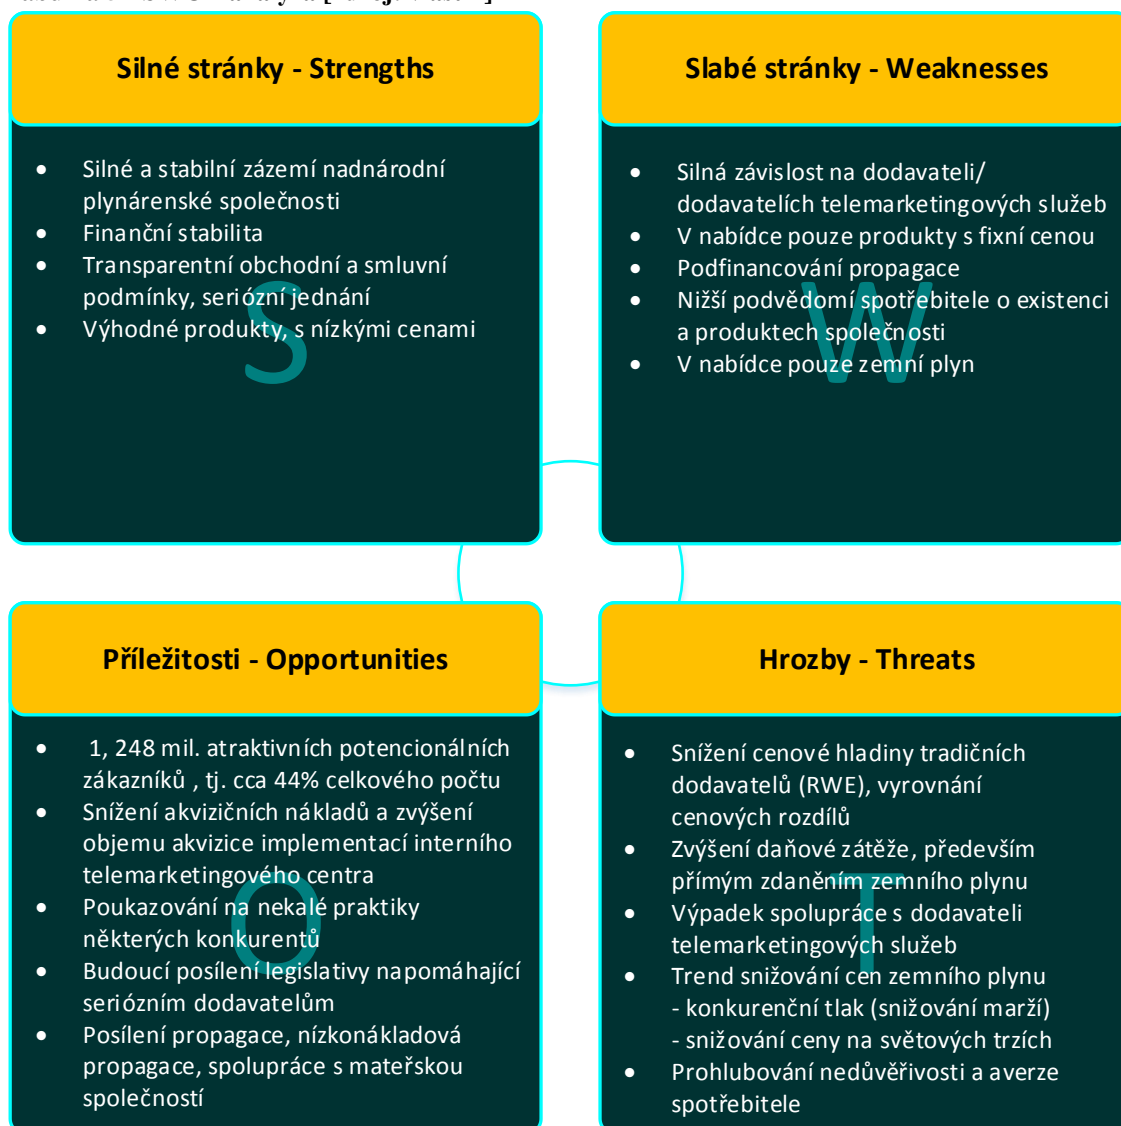 Silné stránky - Strengths
• Silné a stabilní zázemí nadnárodní
plynárenské společnosti
• Finanční stabilita
• Transparentní obchodní a smluvní
podmínky, seriózní jednání
• Výhodné produkty, s nízkými cenami
S
Slabé stránky - Weaknesses
• Silná závislost na dodavateli/
dodavatelích telemarketingových služeb
• V nabídce pouze produkty s fixní cenou
• Podfinancování propagace
• Nižší podvědomí spotřebitele o existenci
a produktech společnosti
• V nabídce pouze zemní plyn
W
Příležitosti - Opportunities
• 1, 248 mil. atraktivních potencionálních
zákazníků , tj. cca 44% celkového počtu
• Snížení akvizičních nákladů a zvýšení
objemu akvizice implementací interního
telemarketingového centra
• Poukazování na nekalé praktiky
některých konkurentů
• Budoucí posílení legislativy napomáhající
seriózním dodavatelům
• Posílení propagace, nízkonákladová
propagace, spolupráce s mateřskou
společností
O
Hrozby - Threats
• Snížení cenové hladiny tradičních
dodavatelů (RWE), vyrovnání
cenových rozdílů
• Zvýšení daňové zátěže, především
přímým zdaněním zemního plynu
• Výpadek spolupráce s dodavateli
telemarketingových služeb
• Trend snižování cen zemního plynu
- konkurenční tlak (snižování marží)
- snižování ceny na světových trzích
• Prohlubování nedůvěřivosti a averze
spotřebitele
T